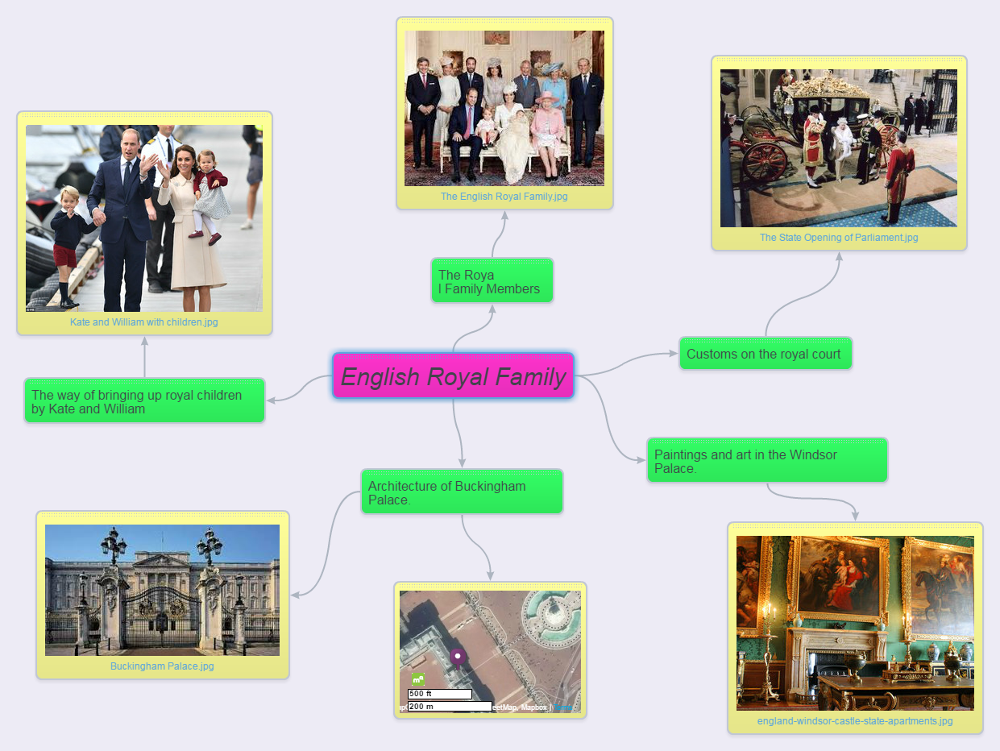 The English Royal Family.jpg
The State Opening of Parliament.jpg
Kate and William with children.jpg
The Roya
l Family Members
Customs on the royal court
English Royal Family
The way of bringing up royal children
by Kate and William
Paintings and art in the Windsor
Palace.
Architecture of Buckingham
Palace.
Buckingham Palace.jpg
500 ft
200 m
eetMap, Mapbox |
england-windsor-castle-state-apartments.jpg